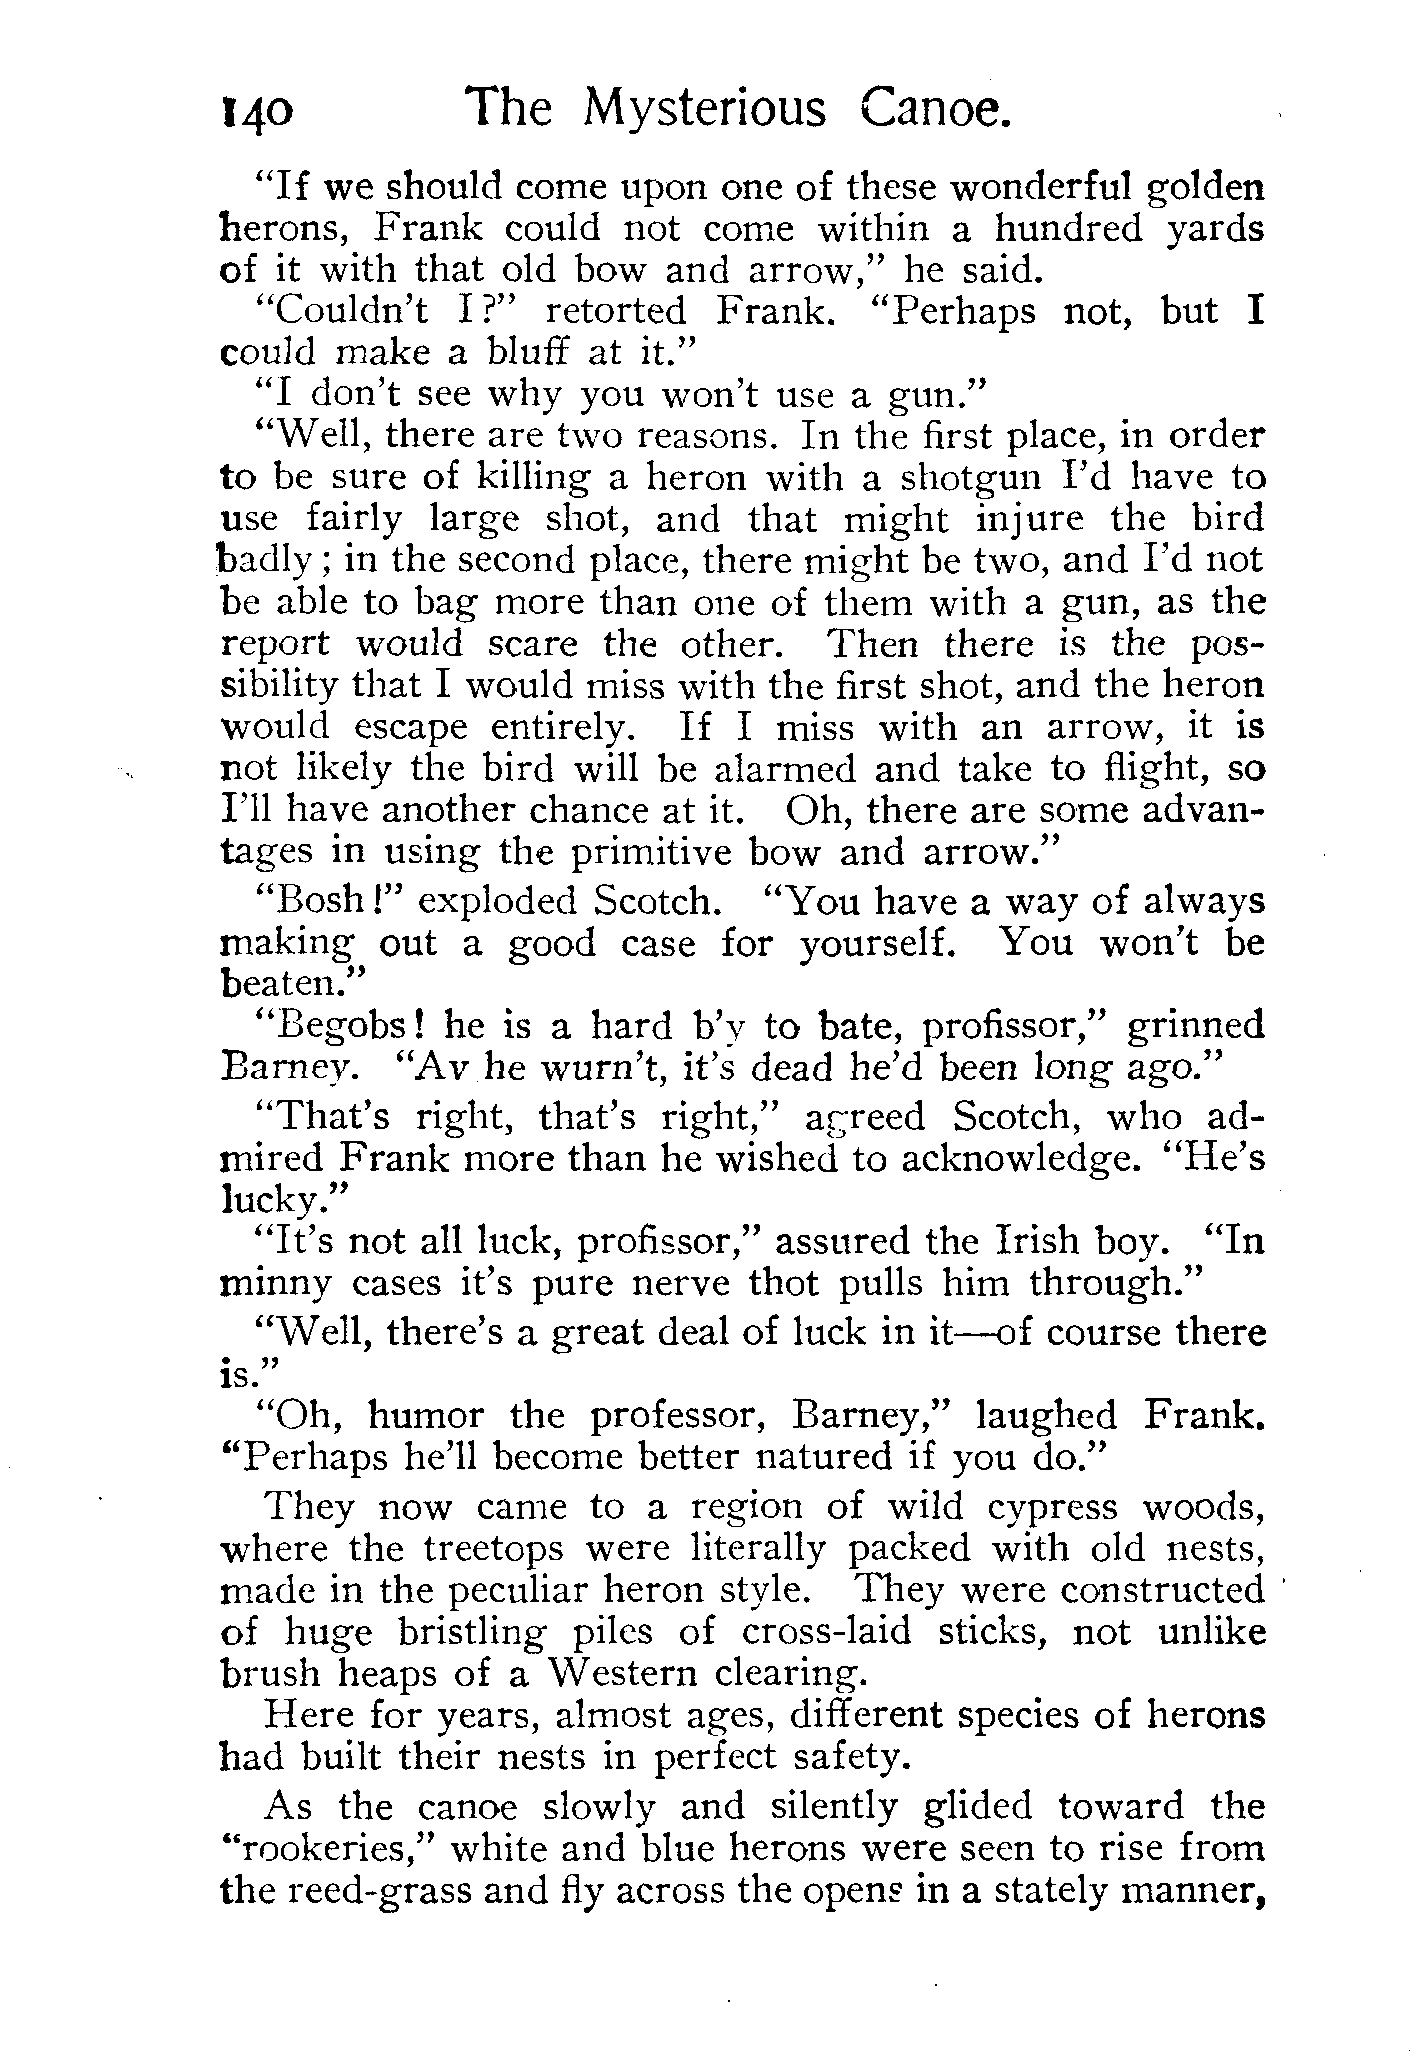 140 The Mysterious Canoe.
“If we should come upon one of these wonderful golden
herons, Frank could not come within a hundred yards
of it with that old bow and arrow,” he said.
“Couldn’t I?” retorted Frank. “Perhaps not, but I
could make a bluff at it.”
“I don’t see why you won’t use a gun.”
“Well, there are two reasons. In the first place, in order
to be sure of killing a heron with a shotgun I’d have to
use fairly large shot, and that might injure the bird
badly; in the second place, there might be two, and I’d not
be able to bag more than one of them with a gun, as the
report would scare the other. Then there is the pos-
sibility that I would miss with the first shot, and the heron
would escape entirely. If I miss with an arrow, it is
not likely the bird will be alarmed and take to flight, so
I’ll have another chance at it. Oh, there are some advan-
tages in using the primitive bow and arrow.”
“Bosh!” exploded Scotch. “You have a way of always
making out a good case for yourself. You won’t be
beaten.”
“Begobs! he is a hard b’y to bate, profissor,” grinned
Barney. “Av he wurn’t, it’s dead he’d been long ago.”
“That’s right, that’s right,” agreed Scotch, who ad-
mired Frank more than he wished to acknowledge. “He’s
lucky.”
“It’s not all luck, profissor,” assured the Irish boy. “In
minny cases it’s pure nerve thot pulls him through.”
“Well, there’s a great deal of luck in it—of course there
is.”
“Oh, humor the professor, Barney,” laughed Frank.
“Perhaps he’ll become better natured if you do.”
They now came to a region of wild cypress woods,
where the treetops were literally packed with old nests,
made in the peculiar heron style. They were constructed
of huge bristling piles of cross-laid sticks, not unlike
brush heaps of a Western clearing.
Here for years, almost ages, different species of herons
had built their nests in perfect safety.
As the canoe slowly and silently glided toward the
“rookeries,” white and blue herons were seen to rise from
the reed-grass and fly across the opens in a stately manner,